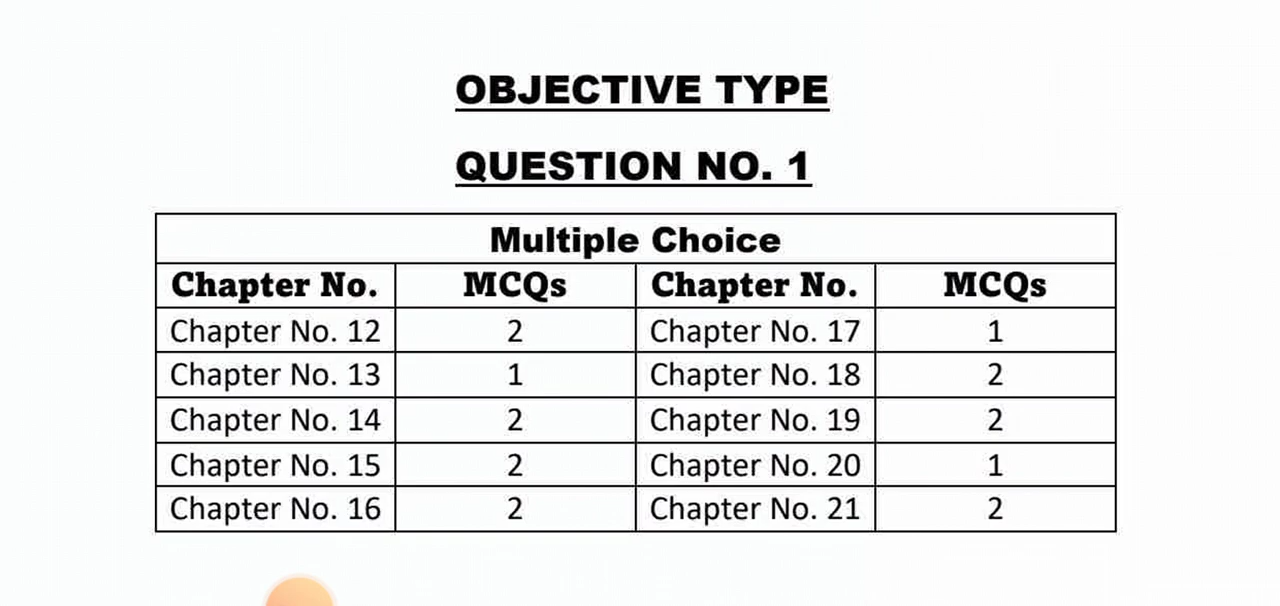 OBJECTIVE TYPE
QUESTION NO. 1
Multiple Choice
Chapter No. MCQs Chapter No. MCQs
Chapter No. 12 2 Chapter No. 17 1
Chapter No. 13 1 Chapter No. 18 2
Chapter No. 14 2 Chapter No. 19 2
Chapter No. 15 2 Chapter No. 20 1
Chapter No. 16 2 Chapter No. 21 2